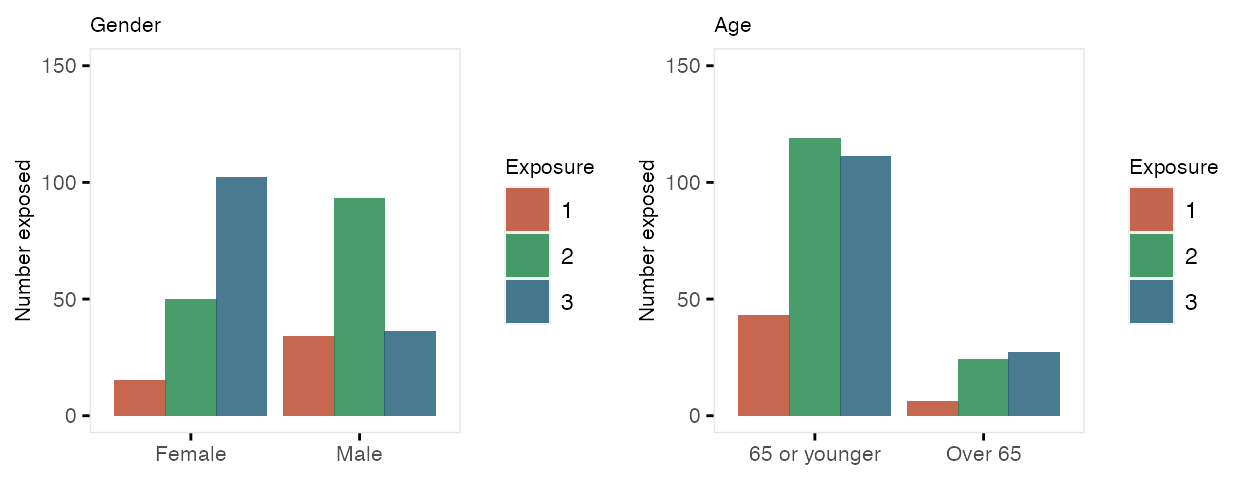 Gender
150
100
50
0
Number exposed
Female Male
Exposure
1
2
3
Age
150
100
50
0
Number exposed
65 or younger Over 65
Exposure
1
2
3